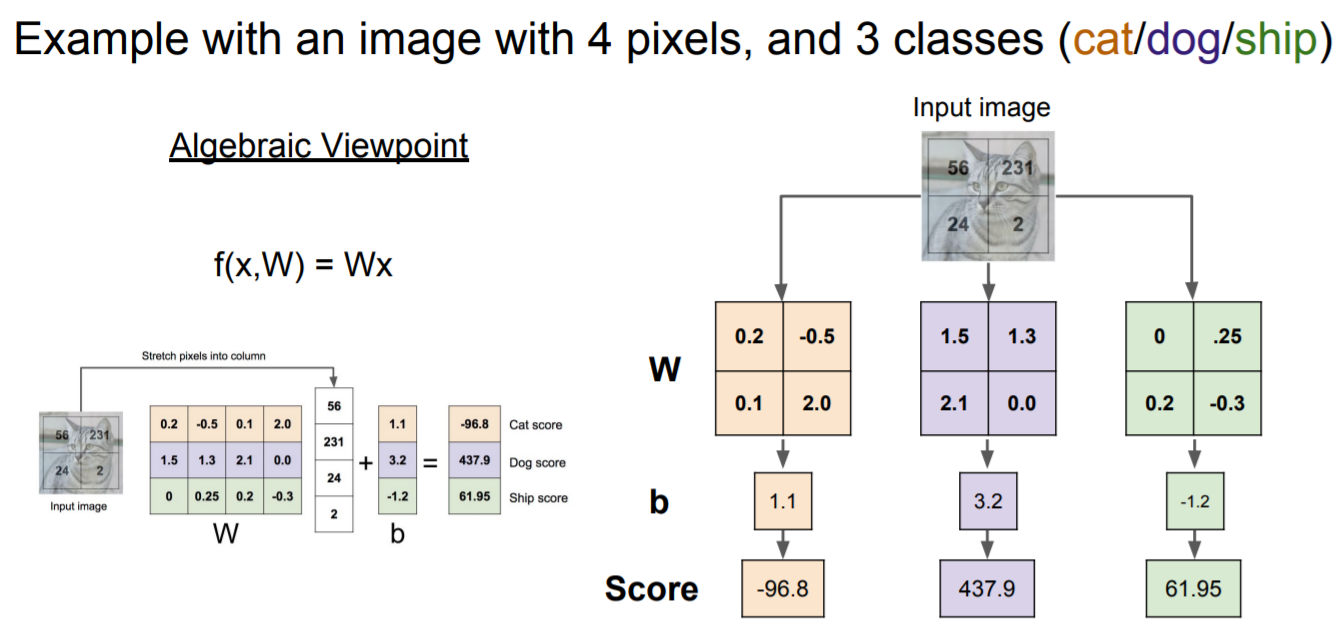 Example with an image with 4 pixels, and 3 classes (cat/dog/ship)
Algebraic Viewpoint
f(x,W) = Wx
Stretch pixels into column
56 231
24 2
Input image
0.2 -0.5 0.1 2.0
1.5 1.3 2.1 0.0
0 0.25 0.2 -0.3
W
56
231
24
2
+
1.1
3.2
-1.2
b
=
-96.8 Cat score
437.9 Dog score
61.95 Ship score
Input image
56 231
24 2
W
0.2 -0.5
0.1 2.0
1.5 1.3
2.1 0.0
0 .25
0.2 -0.3
b
1.1 3.2 -1.2
Score
-96.8 437.9 61.95